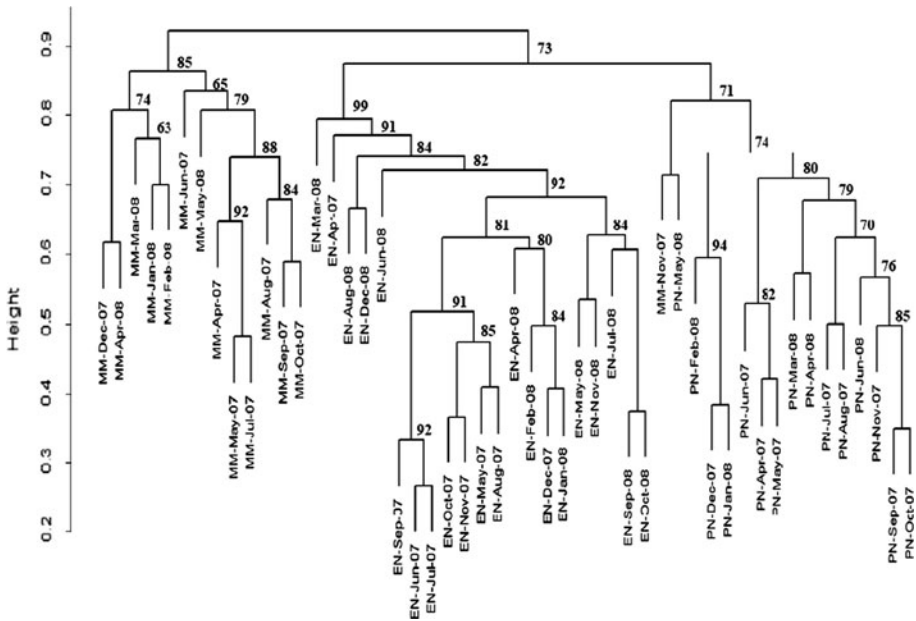 Height
0.9
0.8
0.7
0.6
0.5
0.4
0.3
0.2
73
85
65
74
79
63
88
84
92
99
91
84
82
92
81
80
84
91
85
84
92
71
74
80
94
79
70
82
76
85
MM-Dec-07
MM-Apr-08
MM-Mar-08
MM-Jan-08
MM-Feb-08
MM-Jun-07
MM-May-08
MM-Apr-07
MM-May-07
MM-Jul-07
MM-Aug-07
MM-Sep-07
MM-Oct-07
EN-Mar-08
EN-Apr-07
EN-Aug-08
EN-Dec-08
EN-Jun-08
EN-Sep-07
EN-Jun-07
EN-Jul-07
EN-Oct-07
EN-Nov-07
EN-May-07
EN-Aug-07
EN-Apr-08
EN-Feb-08
EN-Dec-07
EN-Jan-08
EN-May-08
EN-Nov-08
EN-Jul-08
EN-Sep-08
EN-Oct-08
MM-Nov-07
PN-May-08
PN-Feb-08
PN-Dec-07
PN-Jan-08
PN-Jun-07
PN-Apr-07
PN-May-07
PN-Mar-08
PN-Apr-08
PN-Jul-07
PN-Aug-07
PN-Jun-08
PN-Nov-07
PN-Sep-07
PN-Oct-07